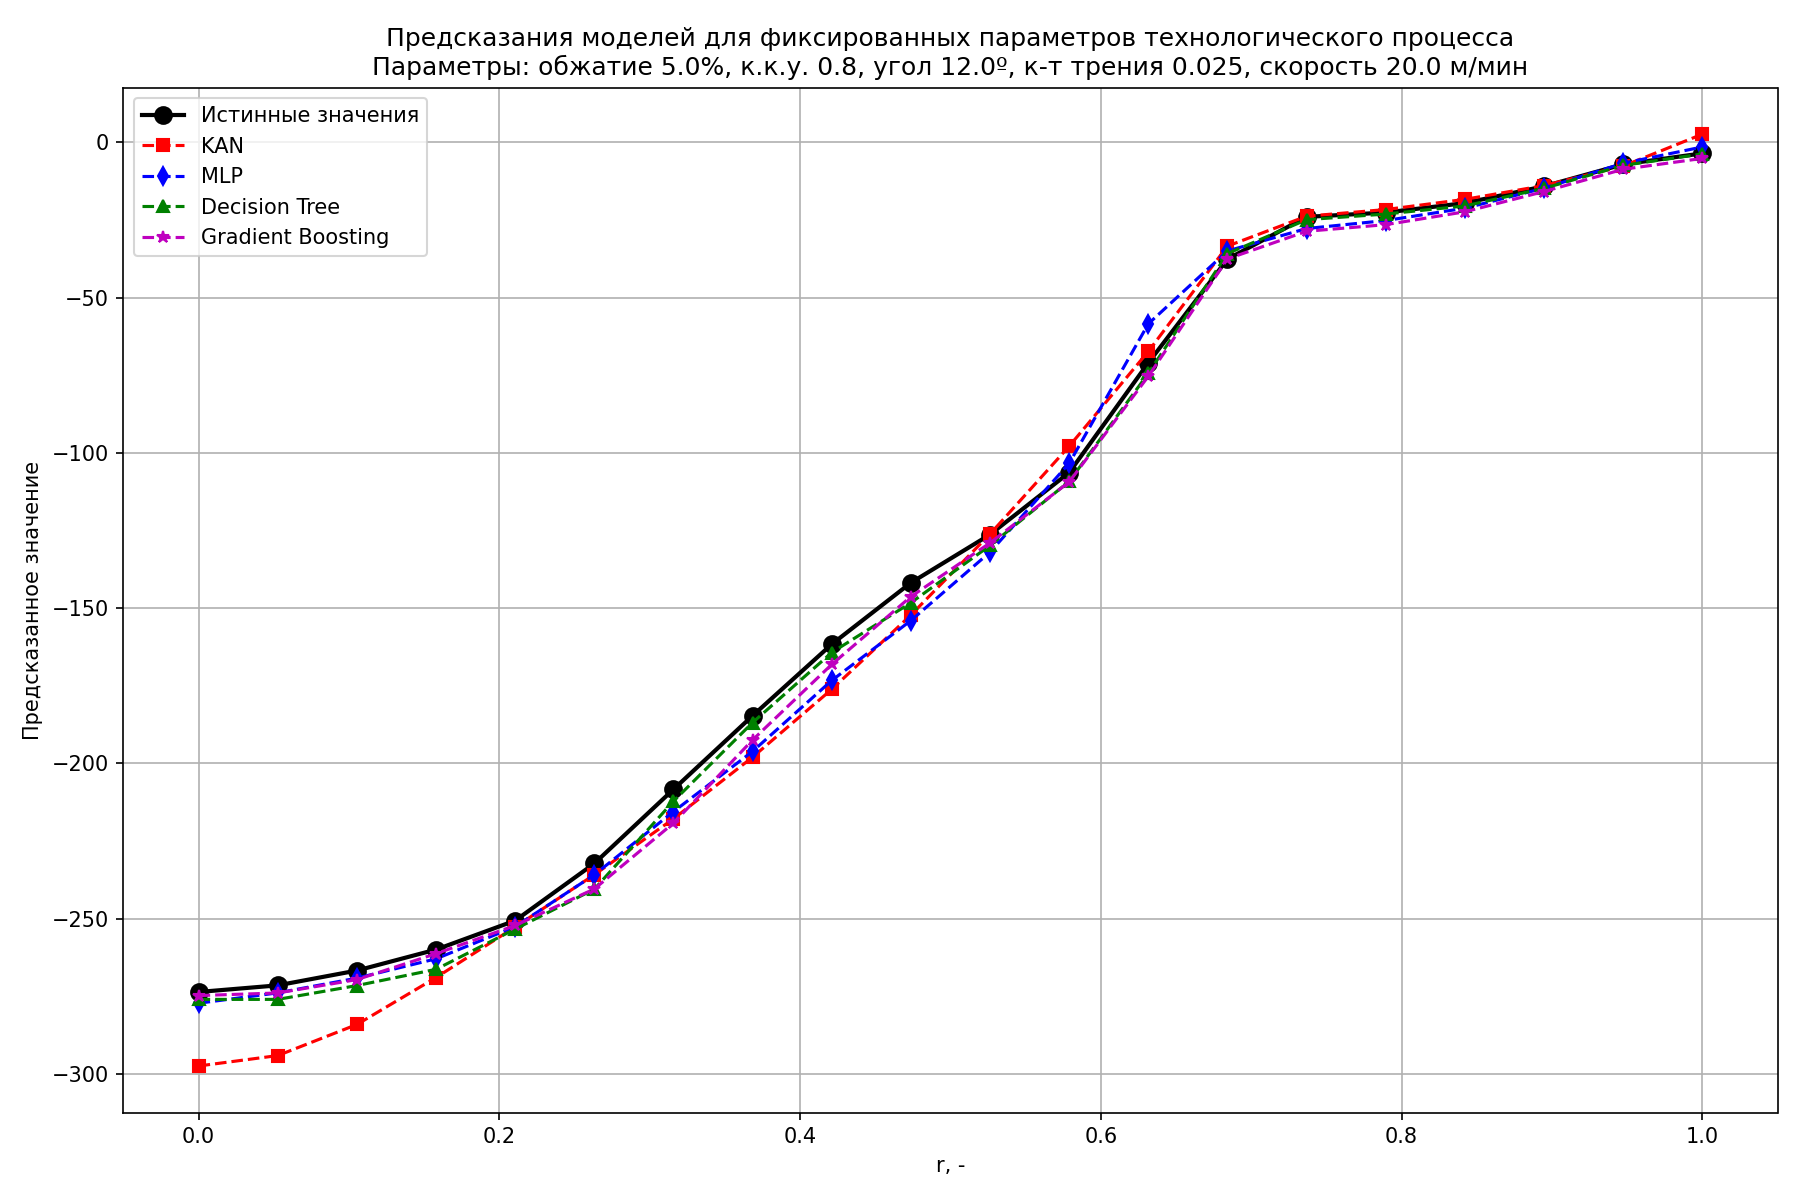 Предсказания моделей для фиксированных параметров технологического процесса
Параметры: обжатие 5.0%, к.к.у. 0.8, угол 12.0º, к-т трения 0.025, скорость 20.0 м/мин
Истинные значения
KAN
MLP
Decision Tree
Gradient Boosting
Предсказанное значение
0
−50
−100
−150
−200
−250
−300
0.0 0.2 0.4 0.6 0.8 1.0
r, -